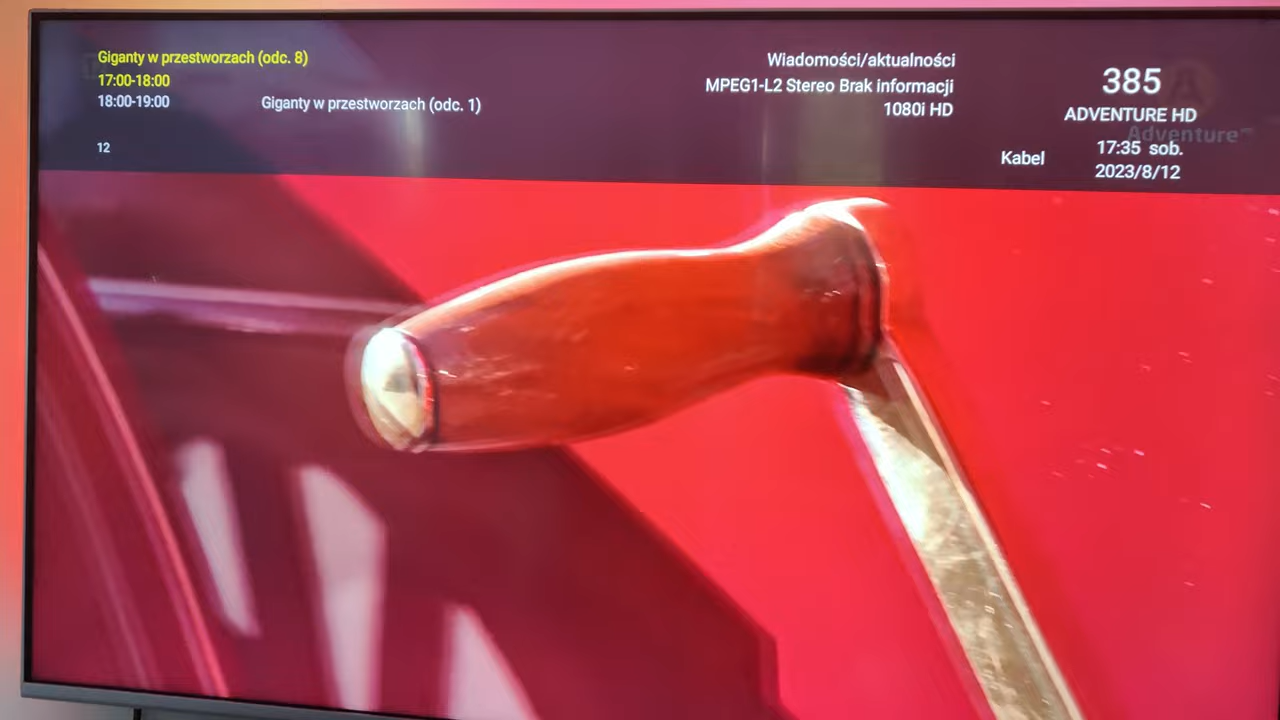 Giganty w przestworzach (odc. 8)
17:00-18:00
18:00-19:00 Giganty w przestworzach (odc. 1)
12
Wiadomości/aktualności
MPEG1-L2 Stereo Brak informacji
1080i HD
385
ADVENTURE HD
Adventure
Kabel
17:35 sob.
2023/8/12